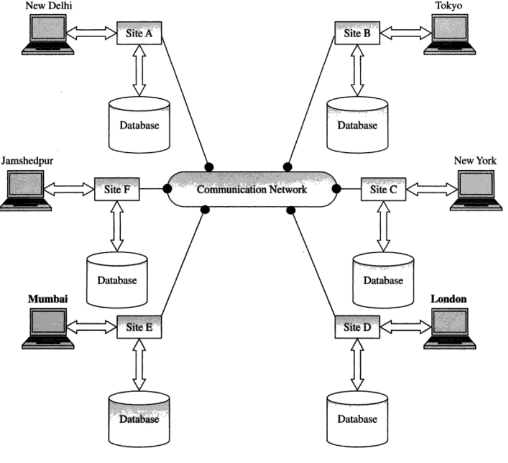 New Delhi
Tokyo
Site A
Site B
Database
Database
Jamshedpur
New York
Site F
Communication Network
Site C
Database
Database
Mumbai
London
Site E
Site D
Database
Database